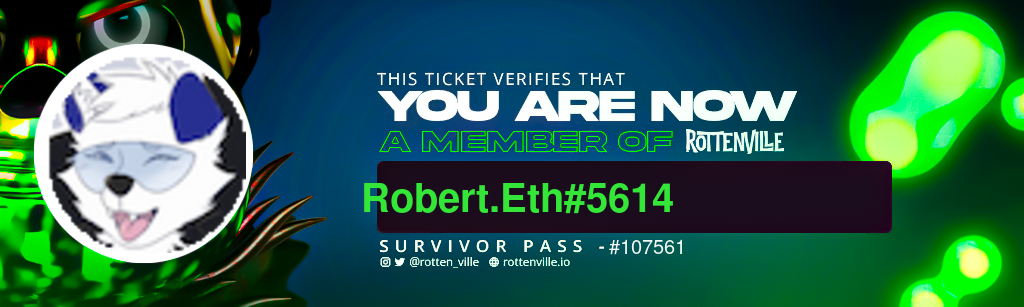 THIS TICKET VERIFIES THAT
YOU ARE NOW
A MEMBER OF ROTTENVILLE
Robert.Eth#5614
SURVIVOR PASS - #107561
@rotten_ville rottenville.io